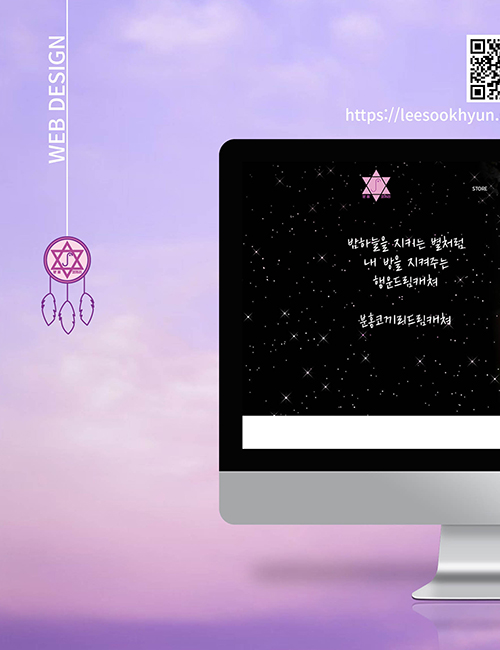 WEB DESIGN
https://leesookhyun.
STORE
밤하늘을 지키는 별처럼
내 방을 지켜주는
행운드림캐쳐
분홍코끼리드림캐쳐